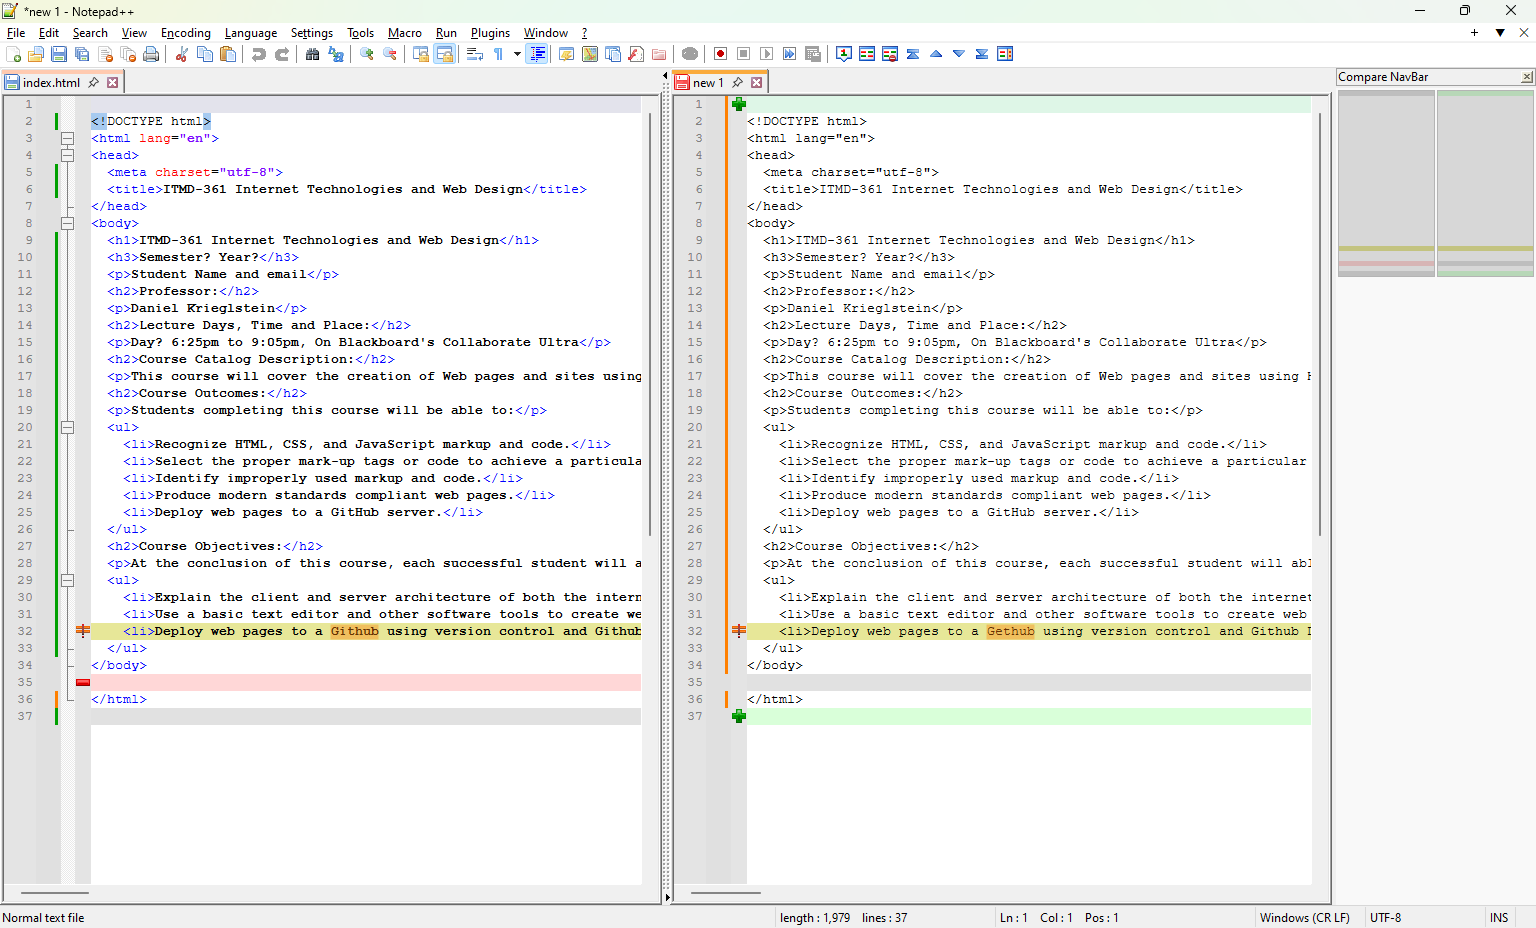 *new 1 - Notepad++
File Edit Search View Encoding Language Settings Tools Macro Run Plugins Window ?
index.html
new 1
Compare NavBar
1
2 <!DOCTYPE html>
3 <html lang="en">
4 <head>
5 <meta charset="utf-8">
6 <title>ITMD-361 Internet Technologies and Web Design</title>
7 </head>
8 <body>
9 <h1>ITMD-361 Internet Technologies and Web Design</h1>
10 <h3>Semester? Year?</h3>
11 <p>Student Name and email</p>
12 <h2>Professor:</h2>
13 <p>Daniel Krieglstein</p>
14 <h2>Lecture Days, Time and Place:</h2>
15 <p>Day? 6:25pm to 9:05pm, On Blackboard's Collaborate Ultra</p>
16 <h2>Course Catalog Description:</h2>
17 <p>This course will cover the creation of Web pages and sites using
18 <h2>Course Outcomes:</h2>
19 <p>Students completing this course will be able to:</p>
20 <ul>
21 <li>Recognize HTML, CSS, and JavaScript markup and code.</li>
22 <li>Select the proper mark-up tags or code to achieve a particula
23 <li>Identify improperly used markup and code.</li>
24 <li>Produce modern standards compliant web pages.</li>
25 <li>Deploy web pages to a GitHub server.</li>
26 </ul>
27 <h2>Course Objectives:</h2>
28 <p>At the conclusion of this course, each successful student will a
29 <ul>
30 <li>Explain the client and server architecture of both the intern
31 <li>Use a basic text editor and other software tools to create we
32 <li>Deploy web pages to a Github using version control and Github
33 </ul>
34 </body>
35
36 </html>
37
1
2 <!DOCTYPE html>
3 <html lang="en">
4 <head>
5 <meta charset="utf-8">
6 <title>ITMD-361 Internet Technologies and Web Design</title>
7 </head>
8 <body>
9 <h1>ITMD-361 Internet Technologies and Web Design</h1>
10 <h3>Semester? Year?</h3>
11 <p>Student Name and email</p>
12 <h2>Professor:</h2>
13 <p>Daniel Krieglstein</p>
14 <h2>Lecture Days, Time and Place:</h2>
15 <p>Day? 6:25pm to 9:05pm, On Blackboard's Collaborate Ultra</p>
16 <h2>Course Catalog Description:</h2>
17 <p>This course will cover the creation of Web pages and sites using
18 <h2>Course Outcomes:</h2>
19 <p>Students completing this course will be able to:</p>
20 <ul>
21 <li>Recognize HTML, CSS, and JavaScript markup and code.</li>
22 <li>Select the proper mark-up tags or code to achieve a particular
23 <li>Identify improperly used markup and code.</li>
24 <li>Produce modern standards compliant web pages.</li>
25 <li>Deploy web pages to a GitHub server.</li>
26 </ul>
27 <h2>Course Objectives:</h2>
28 <p>At the conclusion of this course, each successful student will abl
29 <ul>
30 <li>Explain the client and server architecture of both the internet
31 <li>Use a basic text editor and other software tools to create web
32 <li>Deploy web pages to a Gethub using version control and Github
33 </ul>
34 </body>
35
36 </html>
37
Normal text file length : 1,979 lines : 37 Ln : 1 Col : 1 Pos : 1 Windows (CR LF) UTF-8 INS